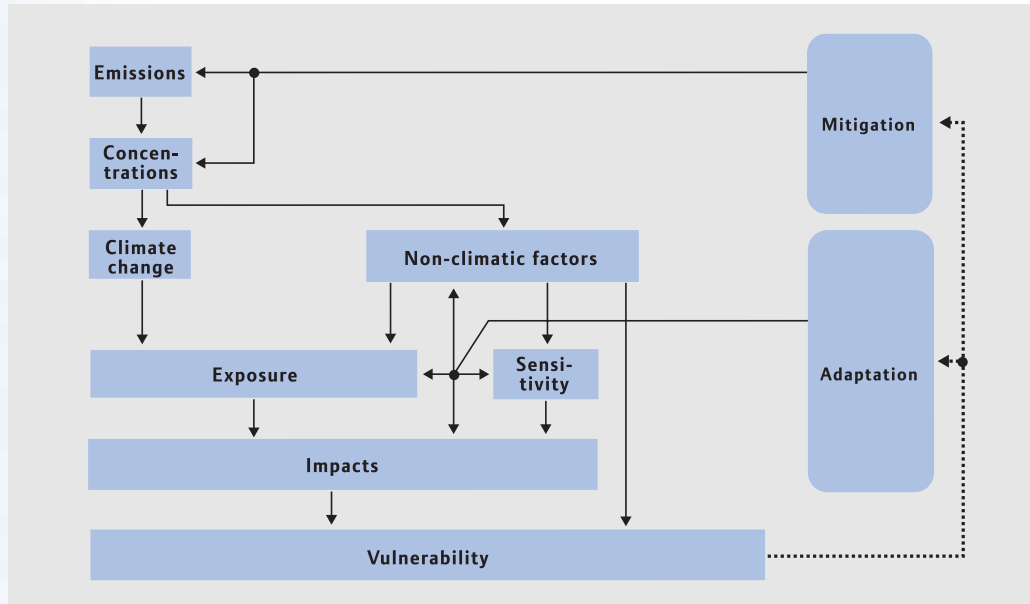 Emissions
Mitigation
Concen-
trations
Climate
change
Non-climatic factors
Exposure
Sensi-
tivity
Adaptation
Impacts
Vulnerability